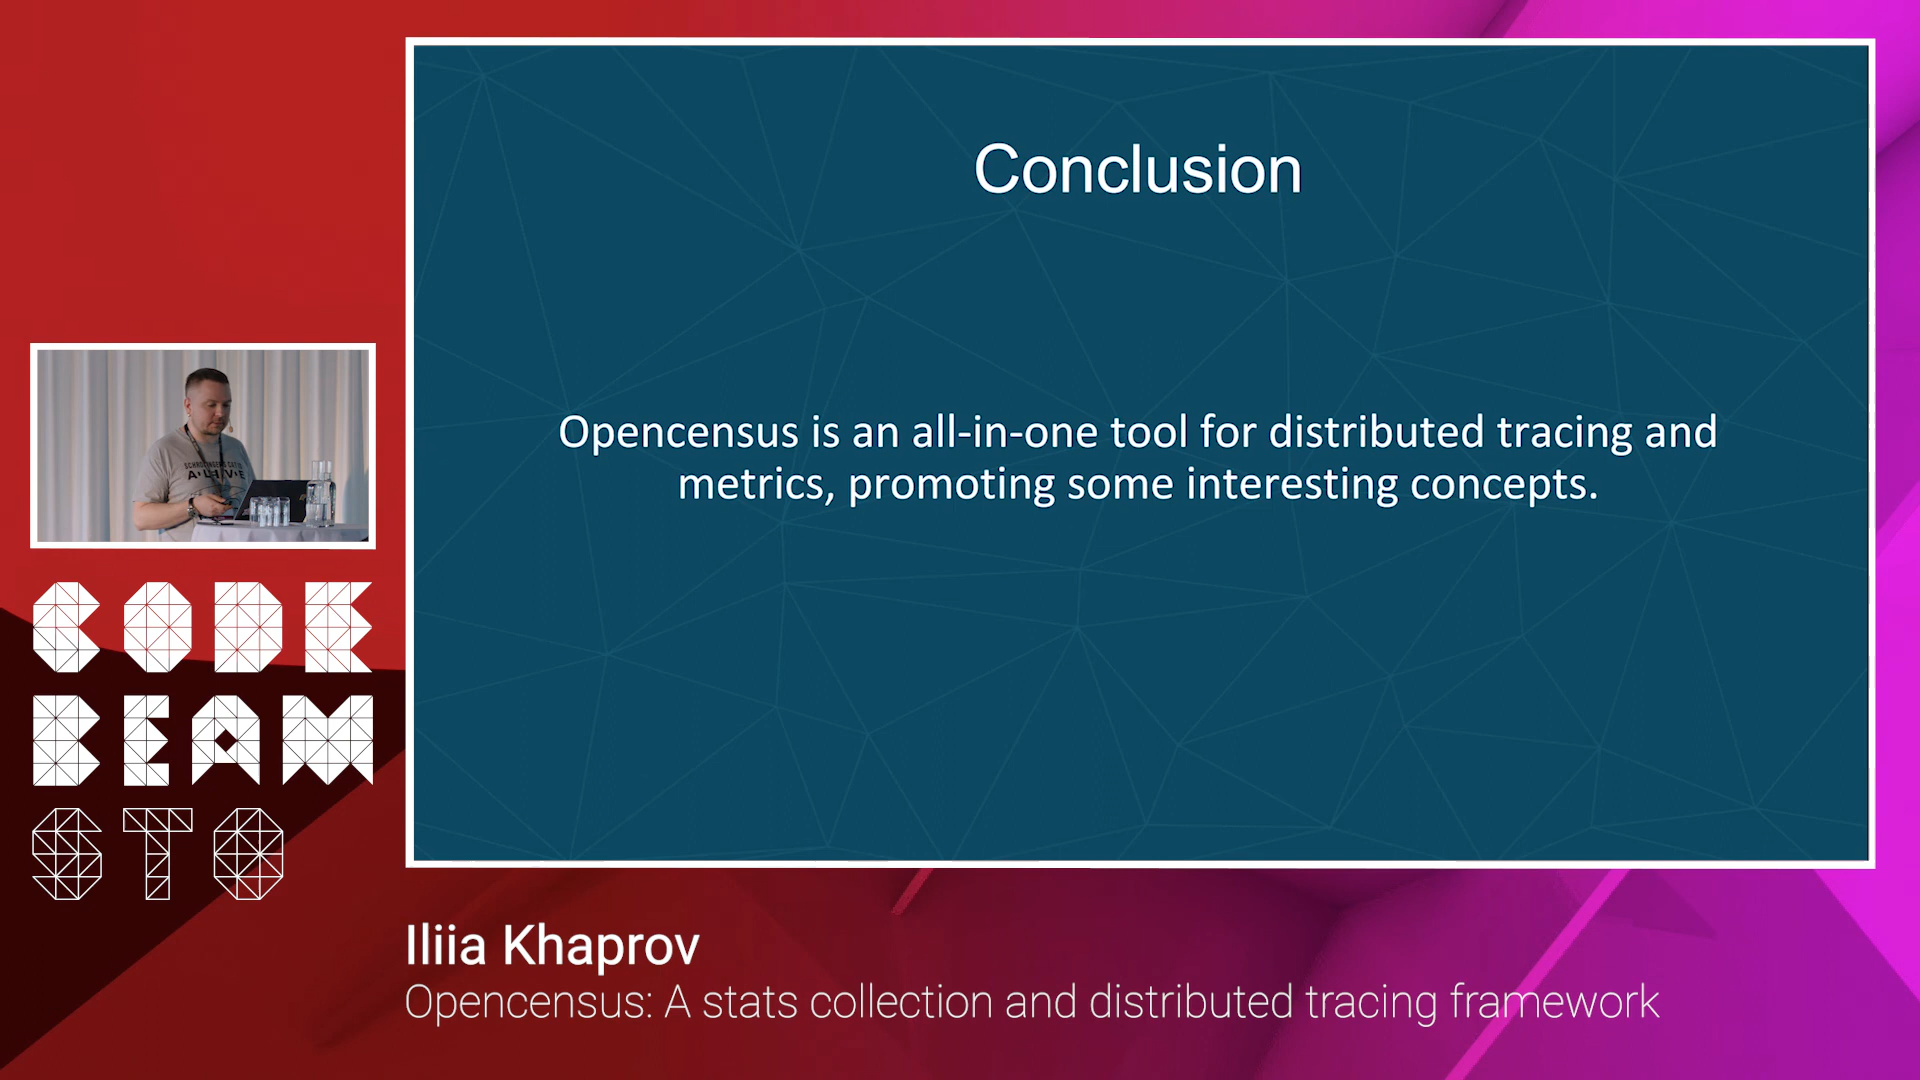 Conclusion
Opencensus is an all-in-one tool for distributed tracing and
metrics, promoting some interesting concepts.
CODE
BEAM
STO
Iliia Khaprov
Opencensus: A stats collection and distributed tracing framework